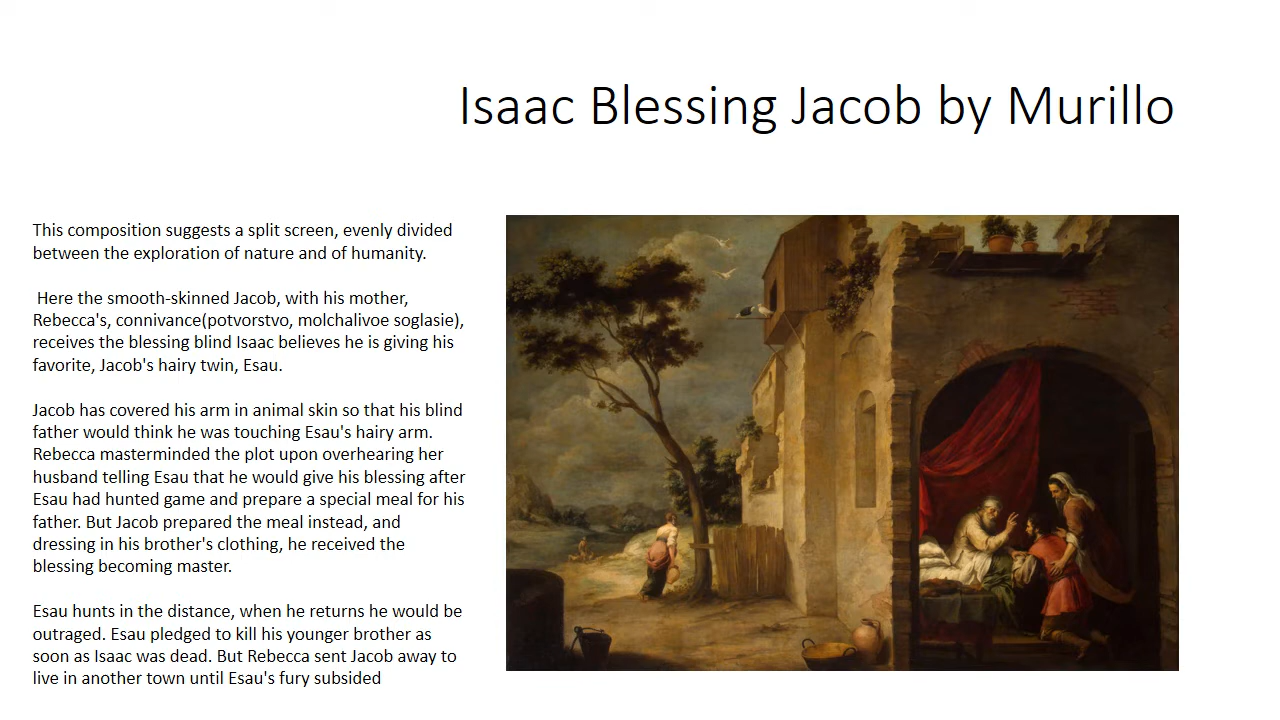 Isaac Blessing Jacob by Murillo
This composition suggests a split screen, evenly divided
between the exploration of nature and of humanity.
Here the smooth-skinned Jacob, with his mother,
Rebecca's, connivance(potvorstvo, molchalivoe soglasie),
receives the blessing blind Isaac believes he is giving his
favorite, Jacob's hairy twin, Esau.
Jacob has covered his arm in animal skin so that his blind
father would think he was touching Esau's hairy arm.
Rebecca masterminded the plot upon overhearing her
husband telling Esau that he would give his blessing after
Esau had hunted game and prepare a special meal for his
father. But Jacob prepared the meal instead, and
dressing in his brother's clothing, he received the
blessing becoming master.
Esau hunts in the distance, when he returns he would be
outraged. Esau pledged to kill his younger brother as
soon as Isaac was dead. But Rebecca sent Jacob away to
live in another town until Esau's fury subsided